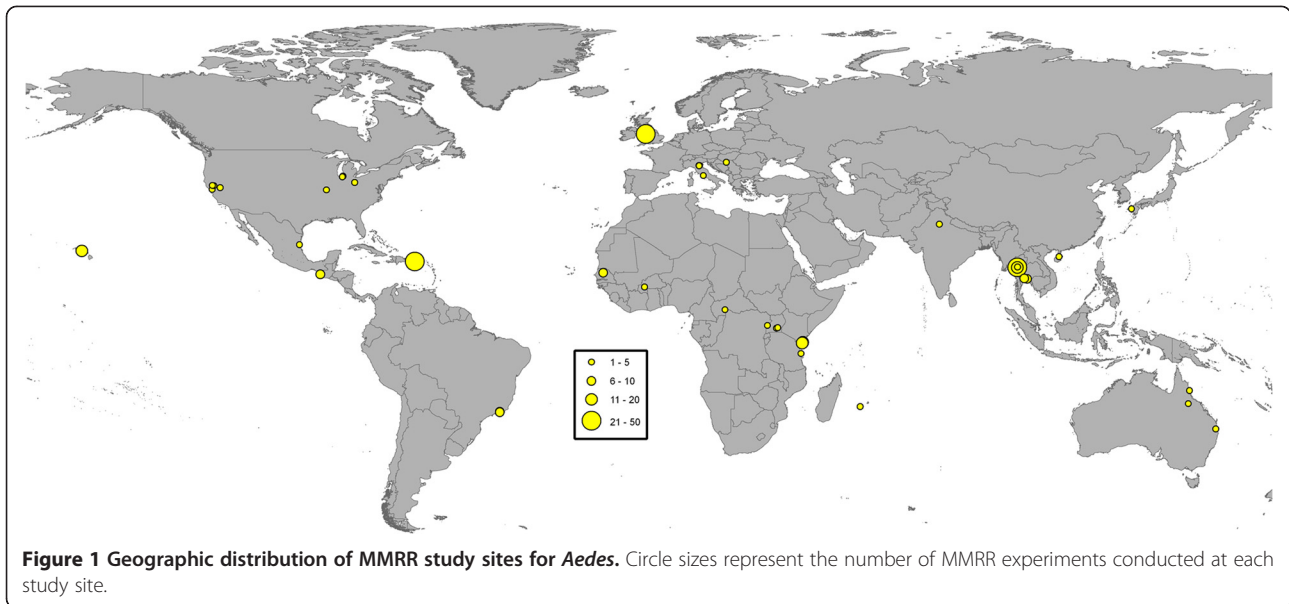 1 - 5
6 - 10
11 - 20
21 - 50
Figure 1 Geographic distribution of MMRR study sites for Aedes. Circle sizes represent the number of MMRR experiments conducted at each
study site.